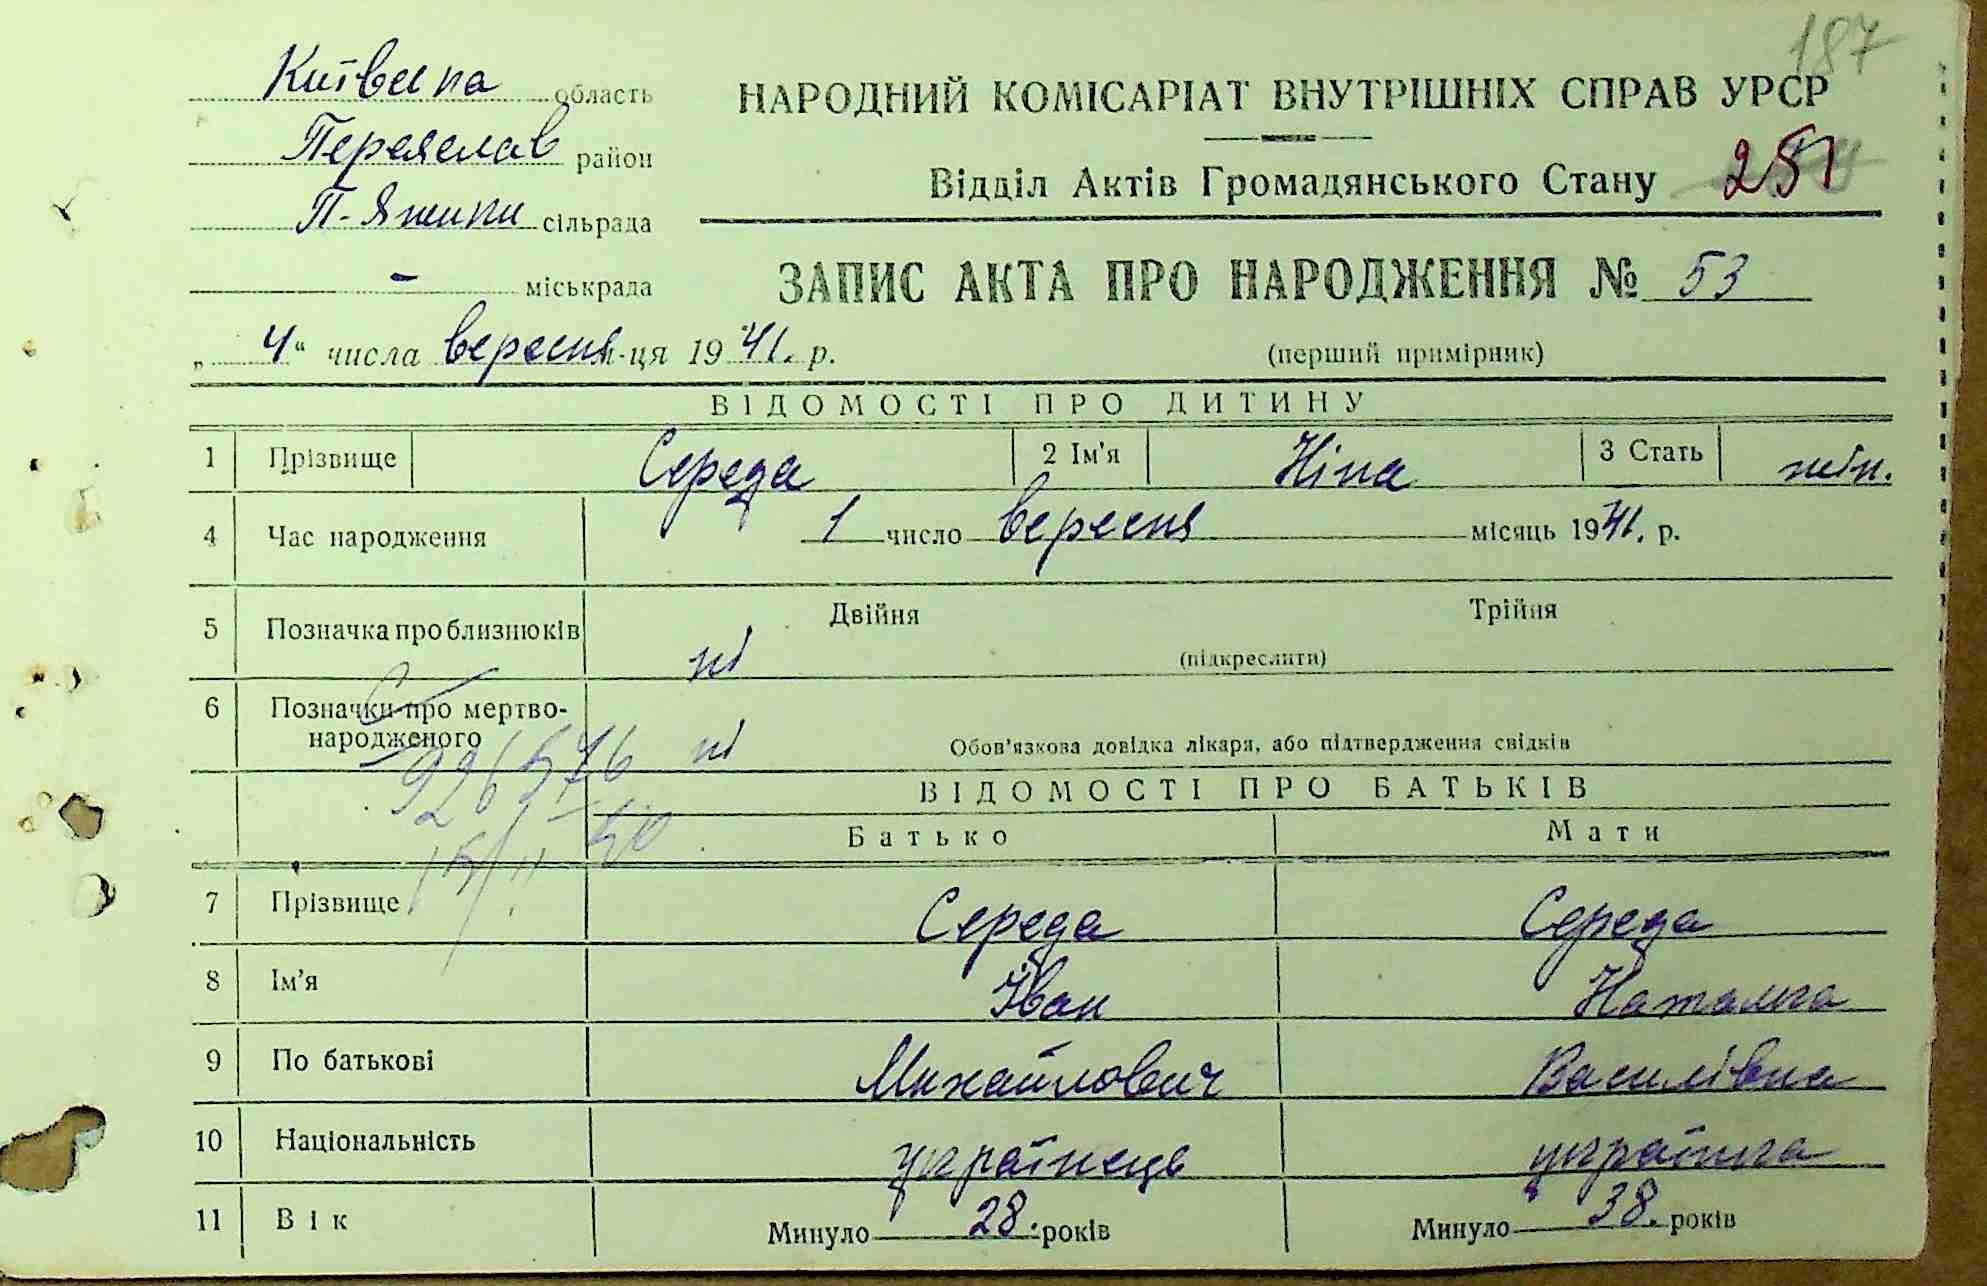 187
Київська область
Переяслав район
сільрада
- міськрада
НАРОДНИЙ КОМІСАРІАТ ВНУТРІШНІХ СПРАВ УРСР
Відділ Актів Громадянського Стану 251
ЗАПИС АКТА ПРО НАРОДЖЕННЯ № 53
(перший примірник)
„ 4 “ числа вересня м-ця 1941. р.
ВІДОМОСТІ ПРО ДИТИНУ
1 Прізвище Середа 2 Ім'я Ніна 3 Стать жін.
4 Час народження 1 число вересня місяць 1941. р.
5 Позначка про близнюків ні Двійня Трійня
(підкреслити)
6 Позначки про мертво-
народженого ні Обов'язкова довідка лікаря, або підтвердження свідків
ВІДОМОСТІ ПРО БАТЬКІВ
Батько Мати
7 Прізвище Середа Середа
8 Ім'я Іван Наталка
9 По батькові Михайлович Василівна
10 Національність українець українка
11 Вік Минуло 28. років Минуло 38. років